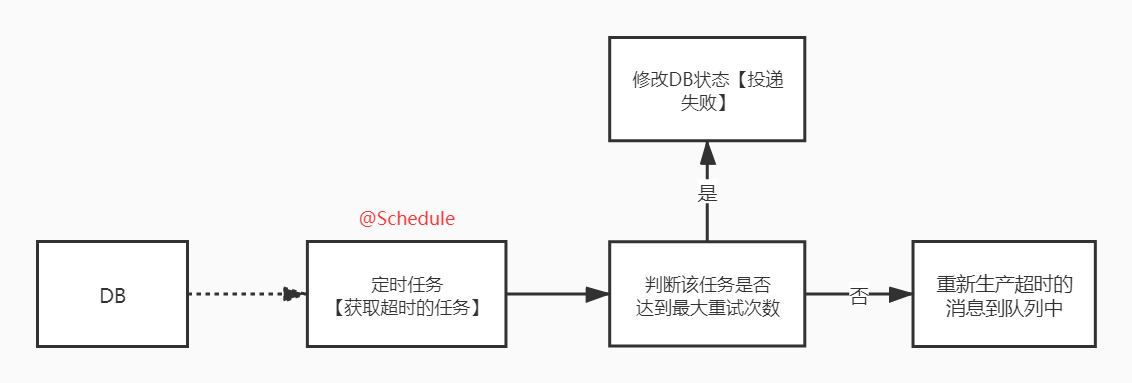 修改DB状态【投递
失败】
是
@Schedule
DB
定时任务
【获取超时的任务】
判断该任务是否
达到最大重试次数
否
重新生产超时的
消息到队列中